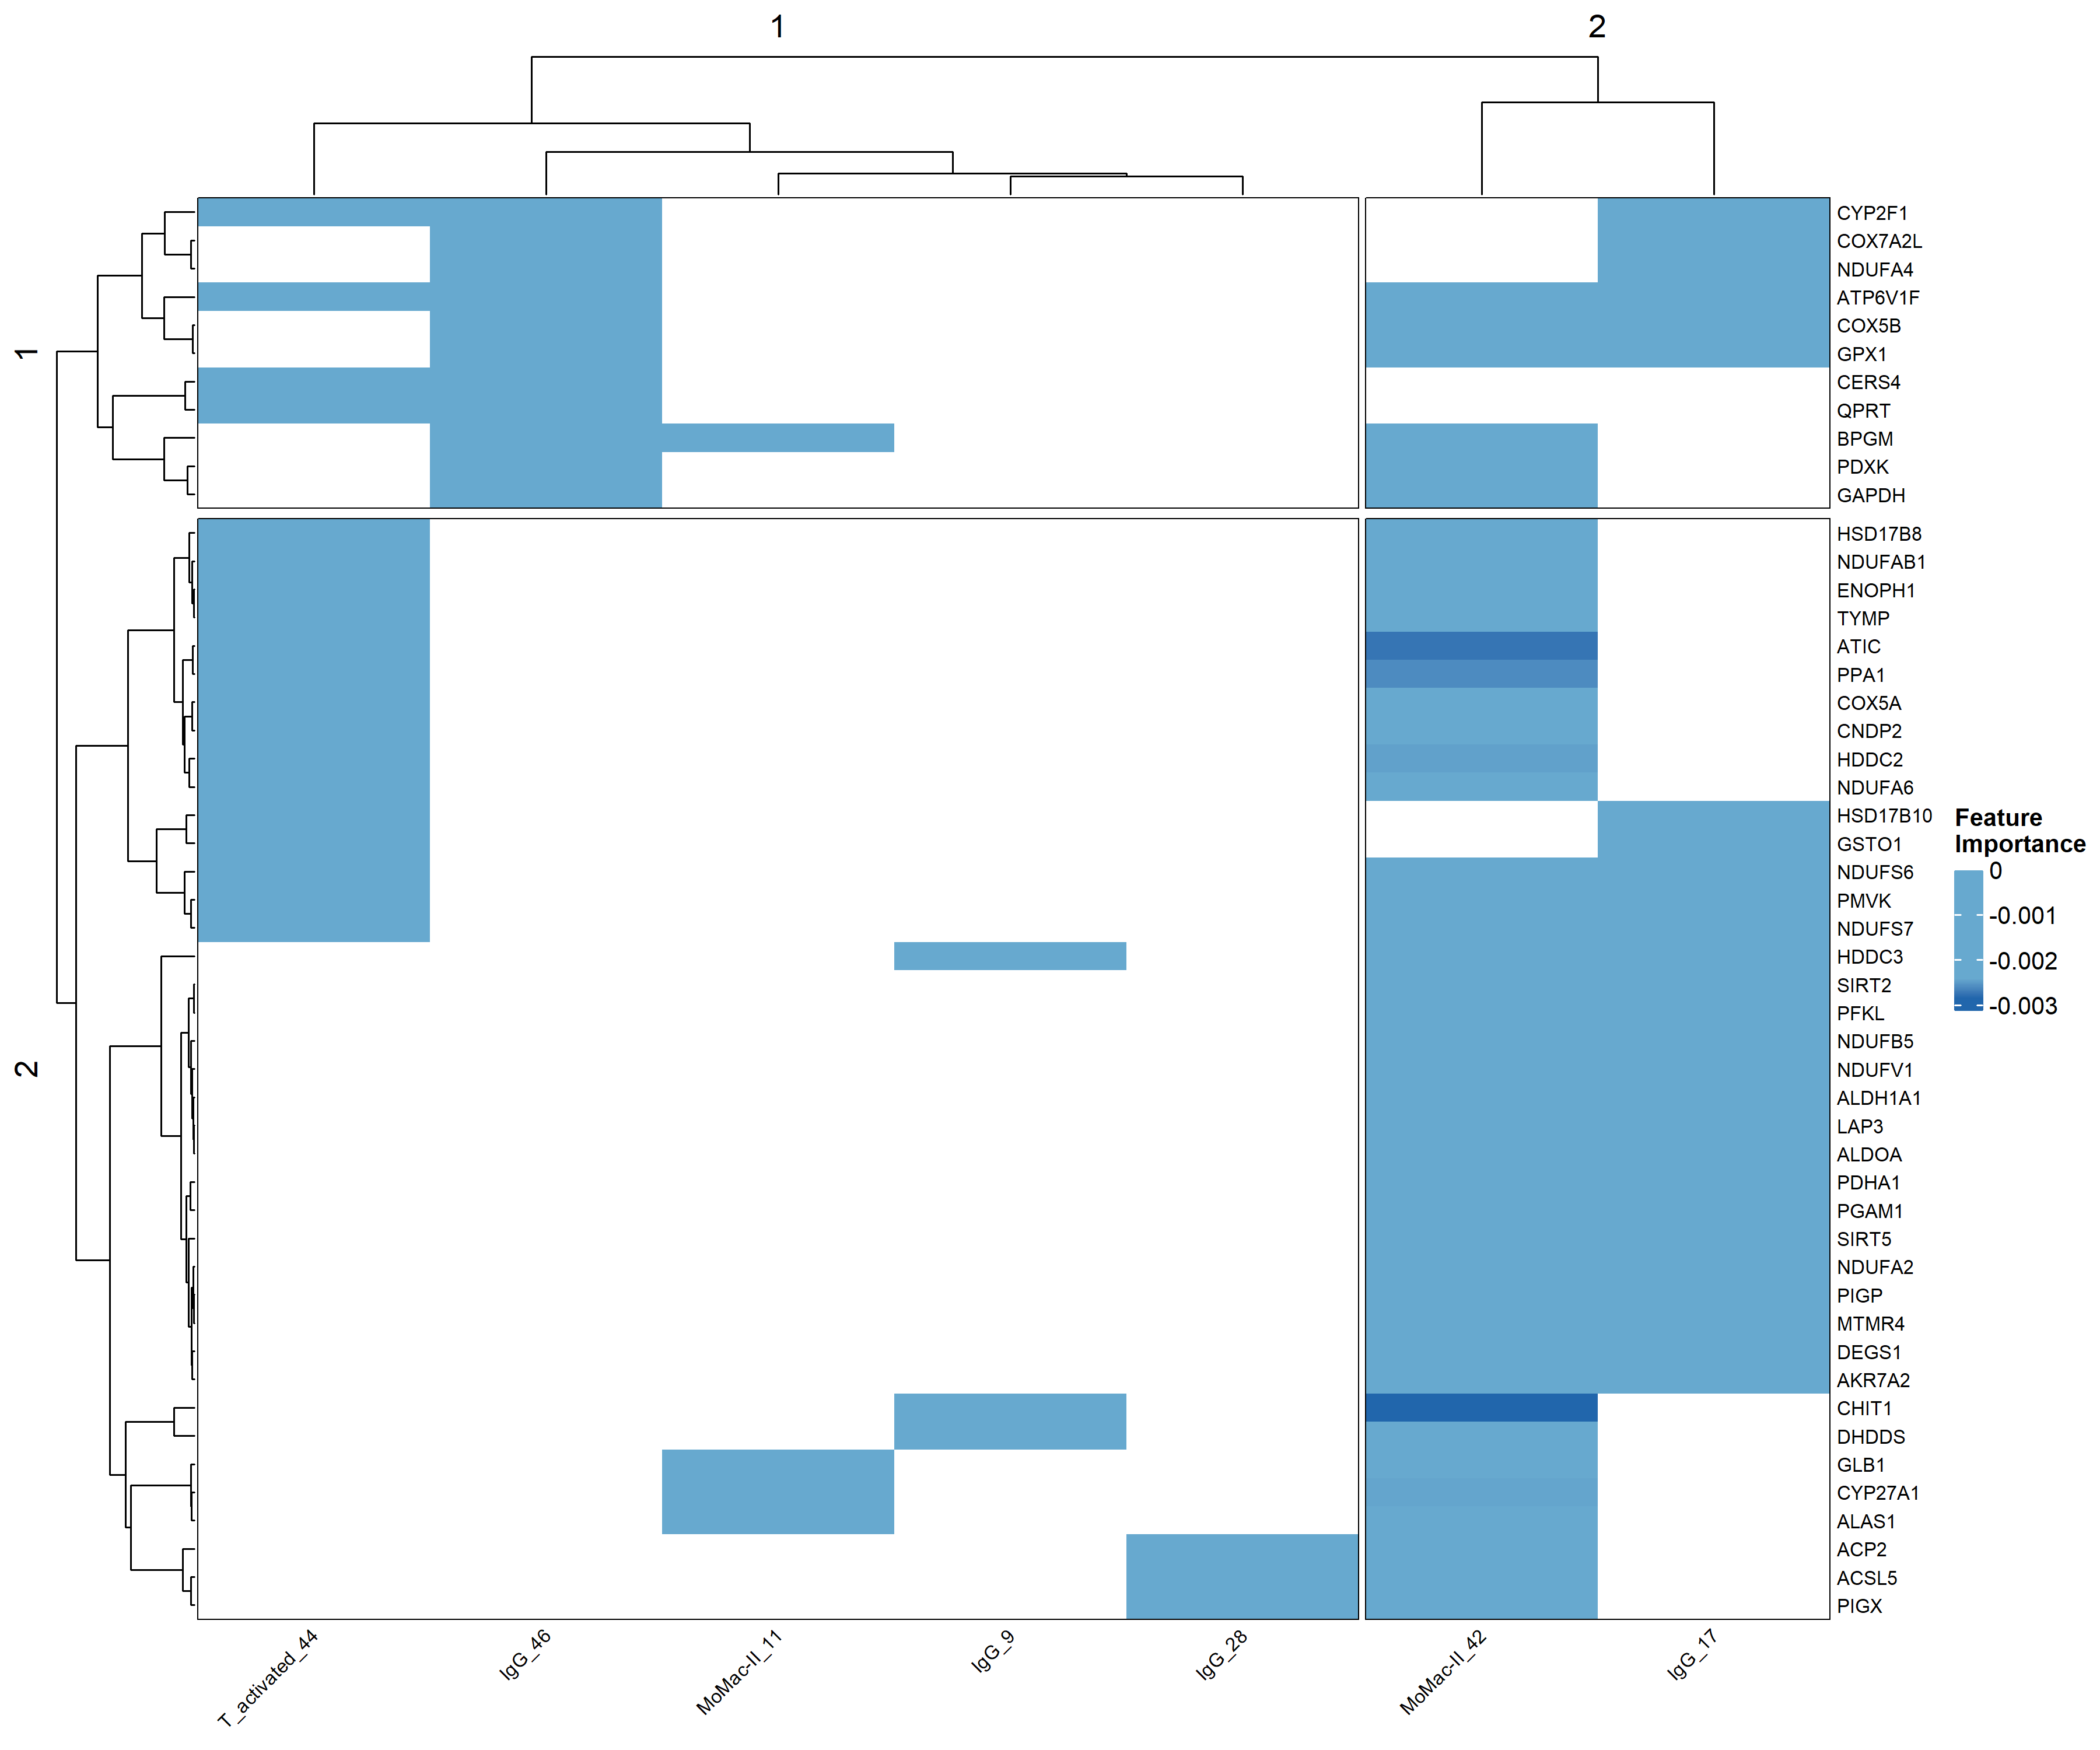 1
2
1
2
CYP2F1
COX7A2L
NDUFA4
ATP6V1F
COX5B
GPX1
CERS4
QPRT
BPGM
PDXK
GAPDH
HSD17B8
NDUFAB1
ENOPH1
TYMP
ATIC
PPA1
COX5A
CNDP2
HDDC2
NDUFA6
HSD17B10
GSTO1
NDUFS6
PMVK
NDUFS7
HDDC3
SIRT2
PFKL
NDUFB5
NDUFV1
ALDH1A1
LAP3
ALDOA
PDHA1
PGAM1
SIRT5
NDUFA2
PIGP
MTMR4
DEGS1
AKR7A2
CHIT1
DHDDS
GLB1
CYP27A1
ALAS1
ACP2
ACSL5
PIGX
Feature
Importance
0
-0.001
-0.002
-0.003
T_activated_44
IgG_46
MoMac-II_11
IgG_9
IgG_28
MoMac-II_42
IgG_17